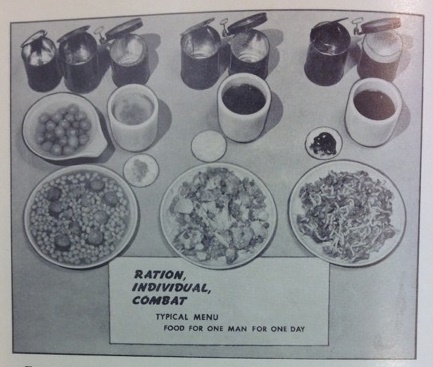 RATION,
INDIVIDUAL,
COMBAT
TYPICAL MENU
FOOD FOR ONE MAN FOR ONE DAY